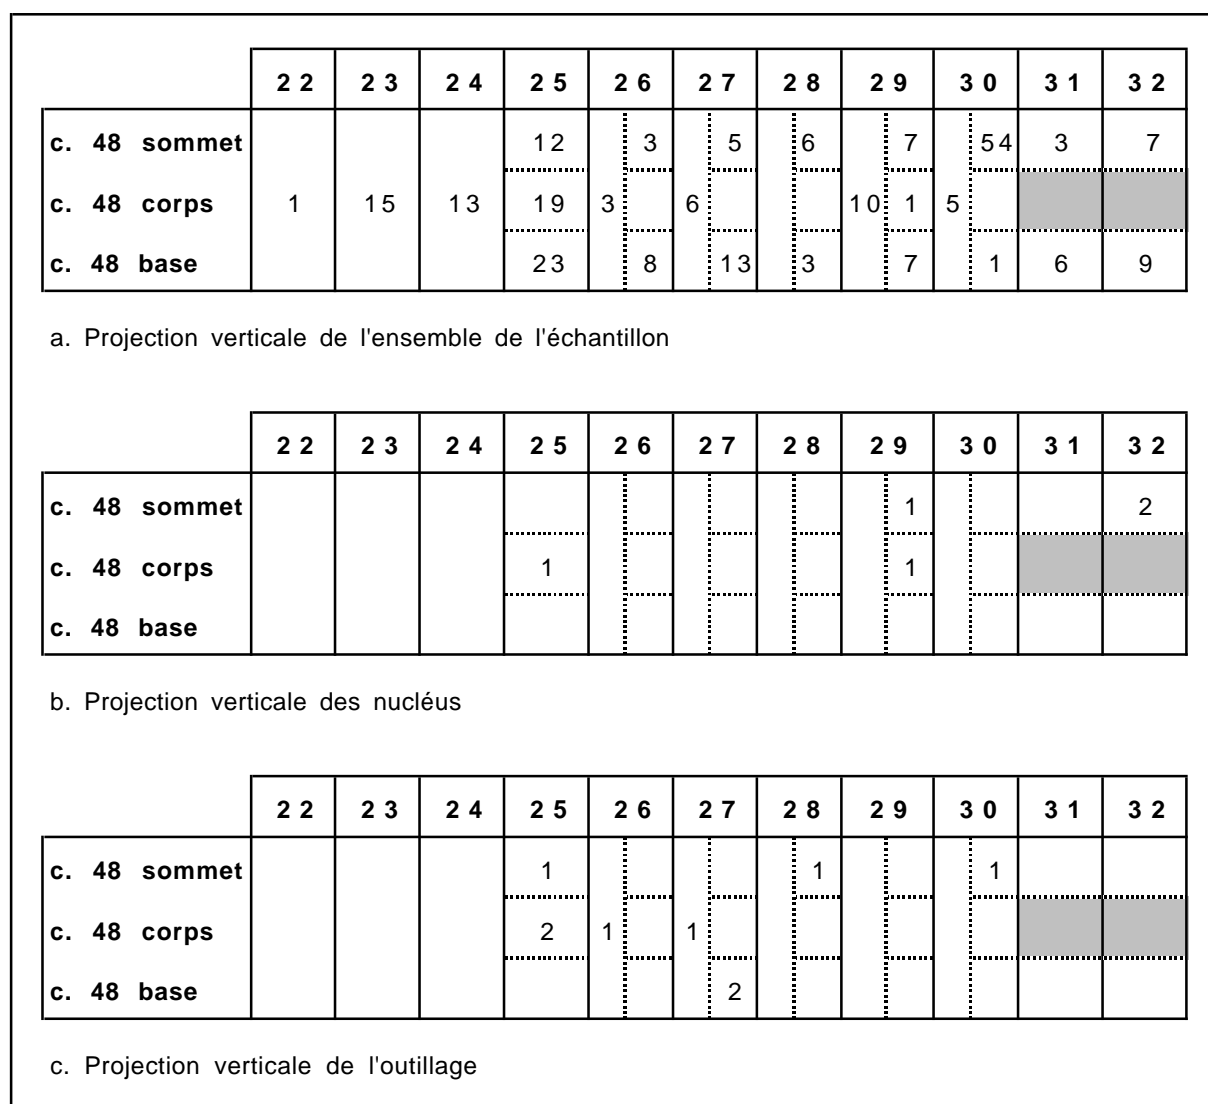 22 23 24 25 26 27 28 29 30 31 32
c. 48 sommet 12 3 5 6 7 54 3 7
c. 48 corps 1 15 13 19 3 6 10 1 5
c. 48 base 23 8 13 3 7 1 6 9
a. Projection verticale de l'ensemble de l'échantillon
22 23 24 25 26 27 28 29 30 31 32
c. 48 sommet 1 2
c. 48 corps 1 1
c. 48 base
b. Projection verticale des nucléus
22 23 24 25 26 27 28 29 30 31 32
c. 48 sommet 1 1 1
c. 48 corps 2 1 1
c. 48 base 2
c. Projection verticale de l'outillage